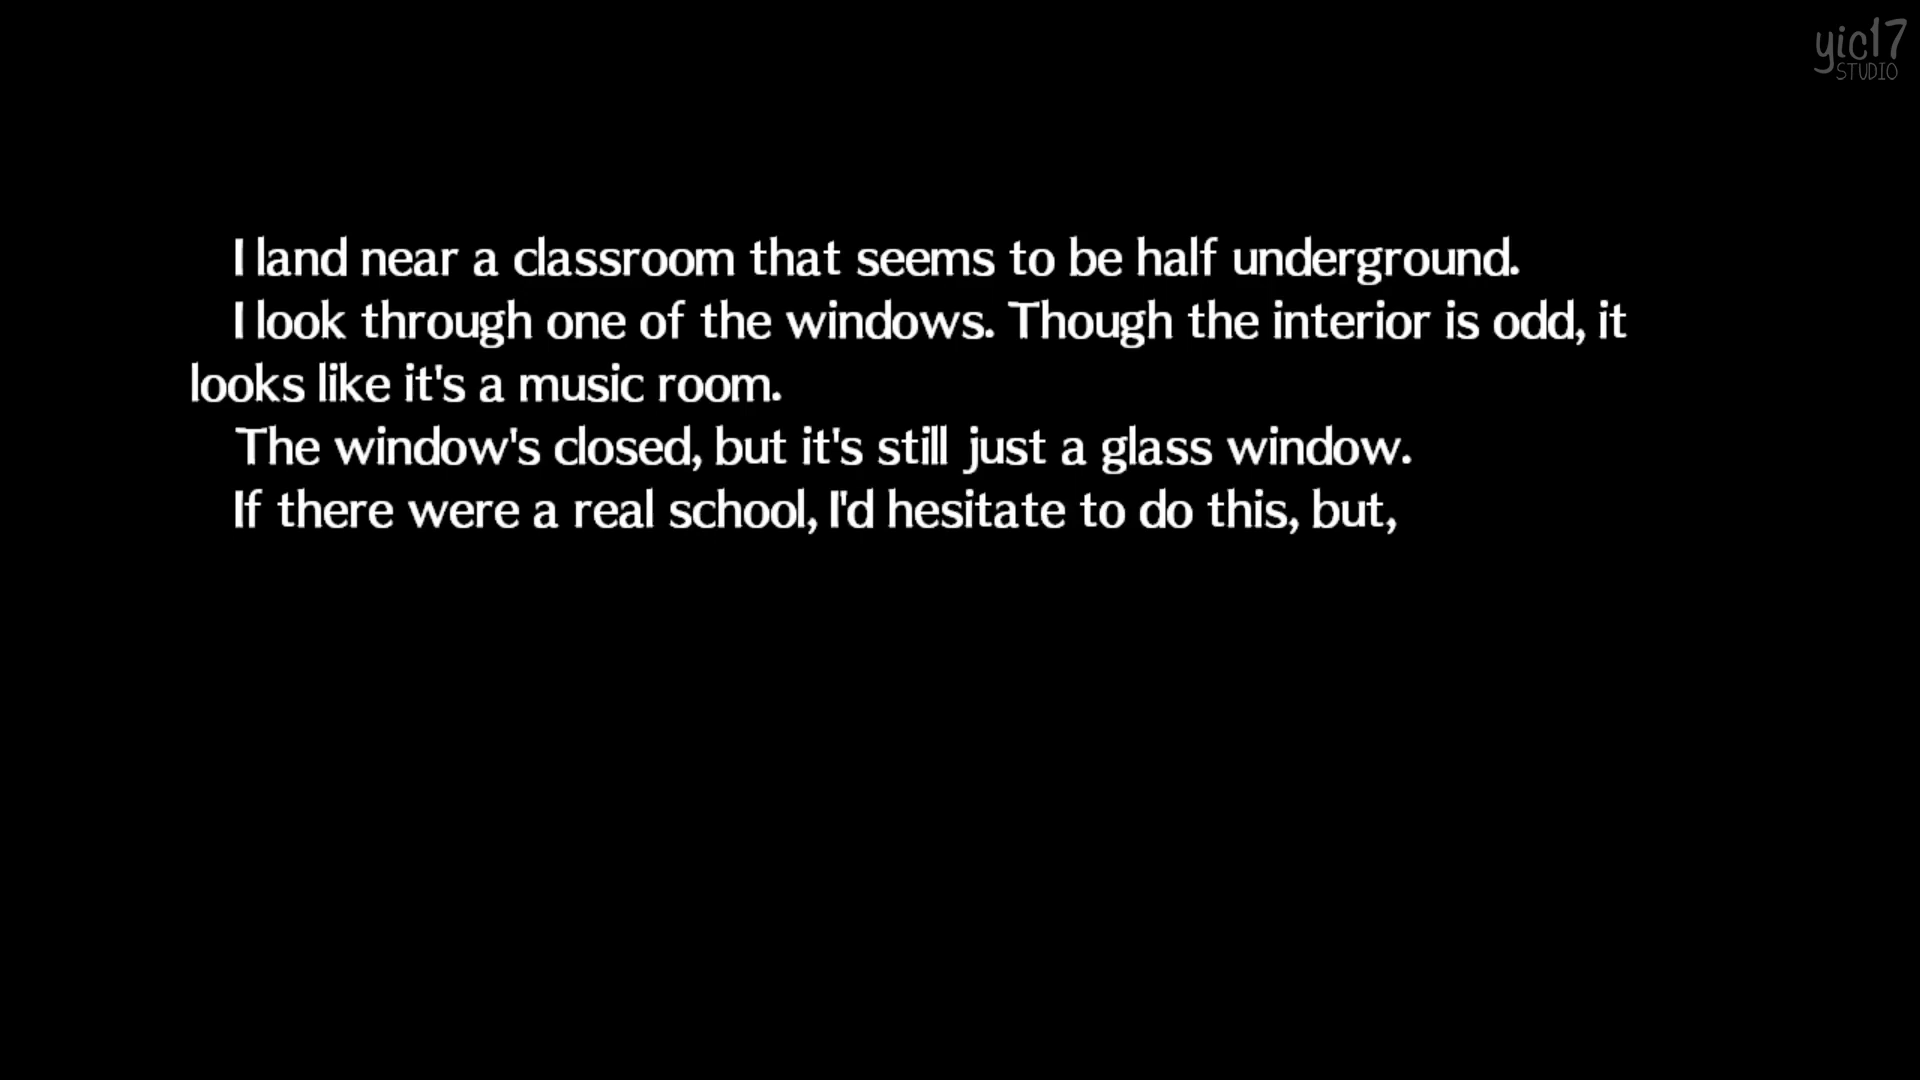 yic17
STUDIO
I land near a classroom that seems to be half underground.
I look through one of the windows. Though the interior is odd, it
looks like it's a music room.
The window's closed, but it's still just a glass window.
If there were a real school, I'd hesitate to do this, but,